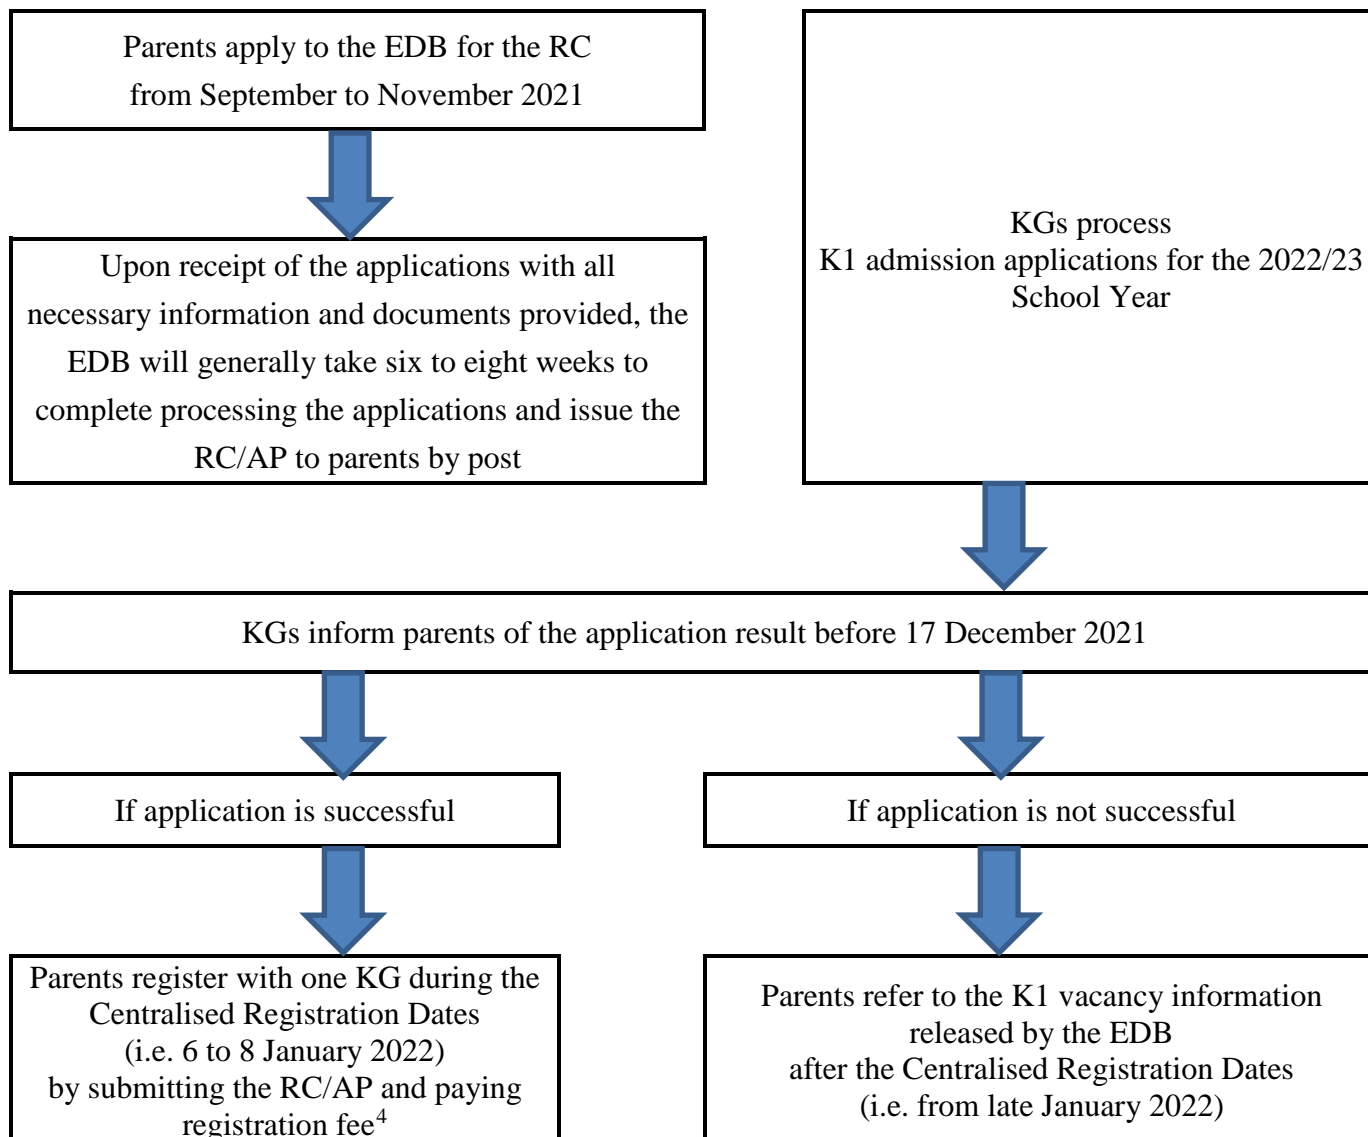 Parents apply to the EDB for the RC
from September to November 2021
Upon receipt of the applications with all
necessary information and documents provided, the
EDB will generally take six to eight weeks to
complete processing the applications and issue the
RC/AP to parents by post
KGs process
K1 admission applications for the 2022/23
School Year
KGs inform parents of the application result before 17 December 2021
If application is successful
If application is not successful
Parents register with one KG during the
Centralised Registration Dates
(i.e. 6 to 8 January 2022)
by submitting the RC/AP and paying
registration fee4
Parents refer to the K1 vacancy information
released by the EDB
after the Centralised Registration Dates
(i.e. from late January 2022)